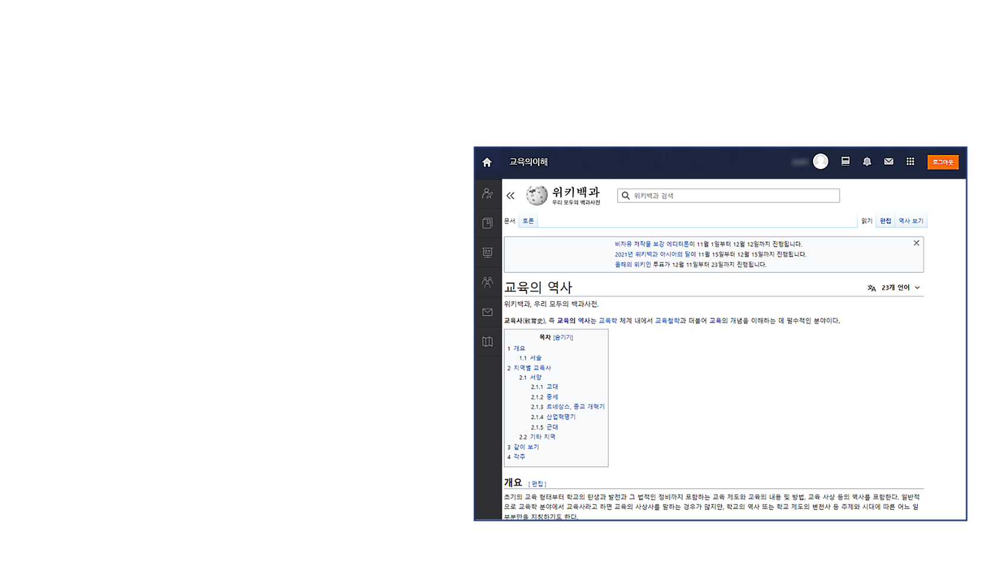 교육의이해
로그아웃
위키백과
우리 모두의 백과사전
위키백과 검색
문서 토론 읽기 편집 역사 보기
비자유 저작물 보강 에디터톤이 11월 1일부터 12월 12일까지 진행됩니다.
2021년 위키백과 아시아의 달이 11월 15일부터 12월 15일까지 진행됩니다.
올해의 위키인 투표가 12월 11일부터 23일까지 진행됩니다.
교육의 역사
23개 언어
위키백과, 우리 모두의 백과사전.
교육사(敎育史), 즉 교육의 역사는 교육학 체계 내에서 교육철학과 더불어 교육의 개념을 이해하는 데 필수적인 분야이다.
목차 [숨기기]
1 개요
1.1 서술
2 지역별 교육사
2.1 서양
2.1.1 고대
2.1.2 중세
2.1.3 르네상스, 종교 개혁기
2.1.4 산업혁명기
2.1.5 근대
2.2 기타 지역
3 같이 보기
4 각주
개요 [ 편집 ]
초기의 교육 형태부터 학교의 탄생과 발전과 그 법적인 정비까지 포함하는 교육 제도와 교육의 내용 및 방법, 교육 사상 등의 역사를 포함한다. 일반적
으로 교육학 분야에서 교육사라고 하면 교육의 사상사를 말하는 경우가 많지만, 학교의 역사 또는 학교 제도의 변천사 등 주제와 시대에 따른 어느 일
부분만을 지칭하기도 한다.